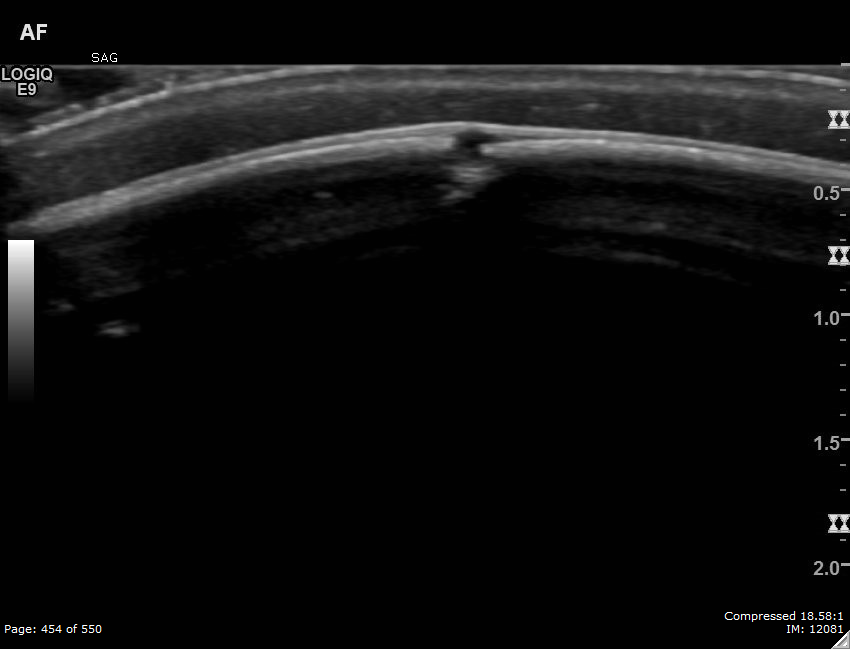 AF
SAG
LOGIQ
E9
0.5
1.0
1.5
2.0
Compressed 18.58:1
Page: 454 of 550
IM: 12081